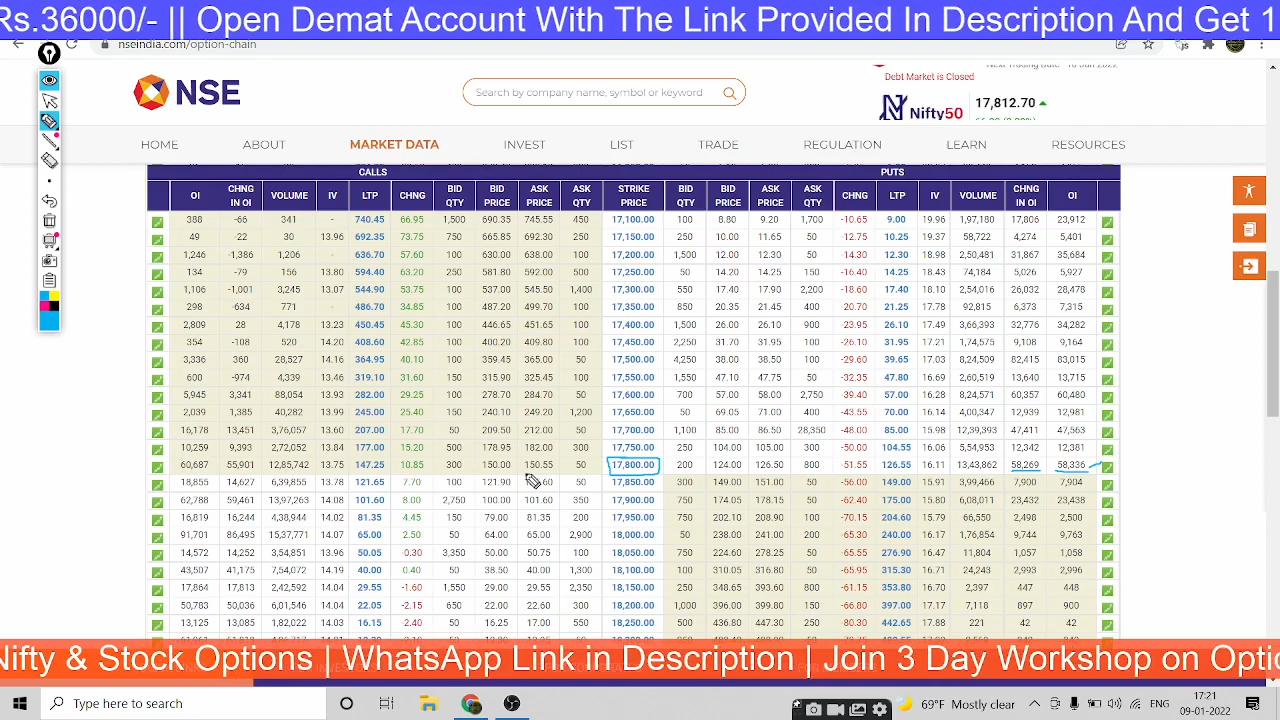 Rs.36000/- || Open Demat Account With The Link Provided In Description And Get 1
nseindia.com/option-chain
Debt Market is Closed
NSE
Search by company name, symbol or keyword
Nifty50
17,812.70
HOME ABOUT MARKET DATA INVEST LIST TRADE REGULATION LEARN RESOURCES
CALLS PUTS
OI CHNG IN OI VOLUME IV LTP CHNG BID QTY BID PRICE ASK PRICE ASK QTY STRIKE PRICE BID QTY BID PRICE ASK PRICE ASK QTY CHNG LTP IV VOLUME CHNG IN OI OI
388 -66 341 - 740.45 66.95 1,500 690.35 745.55 450 17,100.00 100 8.80 9.20 1,700 -10.65 9.00 19.96 1,97,180 17,806 23,912
49 22 30 13.96 692.35 73.75 750 665.85 692.80 250 17,150.00 250 10.00 11.65 50 -12.75 10.25 19.37 58,722 4,274 5,401
1,246 -1,386 1,206 - 636.70 57.60 100 630.00 638.00 100 17,200.00 1,500 12.00 12.30 50 -14.30 12.30 18.98 2,50,481 31,867 35,684
134 -79 156 13.80 594.40 63.20 250 581.80 592.00 500 17,250.00 50 14.20 14.25 150 -16.40 14.25 18.43 74,184 5,026 5,927
1,106 -1,001 3,245 13.07 544.90 53.75 100 537.00 545.00 1,400 17,300.00 550 17.40 17.90 2,200 -18.60 17.40 18.10 2,54,016 26,032 28,478
298 -634 771 - 486.70 34.85 100 487.20 499.70 100 17,350.00 850 20.35 21.45 400 -20.70 21.25 17.78 92,815 6,373 7,315
2,809 28 4,178 13.23 450.45 45.30 100 446.65 451.65 100 17,400.00 1,500 26.00 26.10 900 -23.95 26.10 17.49 3,66,393 32,776 34,282
354 -108 520 14.20 408.60 42.85 100 400.20 409.80 100 17,450.00 2,250 31.70 31.95 100 -26.10 31.95 17.21 1,74,575 9,108 9,164
3,336 360 28,527 14.16 364.95 40.10 100 359.45 365.00 50 17,500.00 4,250 38.00 38.50 100 -29.60 39.65 17.03 8,24,509 82,415 83,015
600 -974 4,339 13.46 319.10 31.60 150 315.90 325.45 100 17,550.00 1,550 47.10 47.75 50 -32.35 47.80 16.69 2,60,519 13,640 13,715
5,945 3,341 88,054 13.99 282.00 29.25 100 278.70 284.70 50 17,600.00 700 57.00 58.00 2,750 -39.40 57.00 16.58 8,24,571 60,357 60,480
2,039 1,385 40,262 13.99 245.00 25.40 150 240.10 249.20 1,200 17,650.00 50 69.05 71.00 400 -43.55 70.00 16.14 4,00,347 12,939 12,981
16,178 13,451 3,76,057 13.60 207.00 17.70 50 209.50 212.00 50 17,700.00 1,100 85.00 86.50 28,350 -48.00 85.00 15.98 12,39,393 47,411 47,563
10,259 9,393 2,72,052 13.84 177.00 15.20 500 178.95 182.00 300 17,750.00 250 104.00 105.00 300 -50.00 104.55 16.06 5,54,953 12,342 12,381
60,687 55,901 12,85,742 13.73 147.25 10.85 300 150.00 150.55 50 17,800.00 200 124.00 126.50 800 -51.55 126.55 16.11 13,43,862 58,269 58,336
18,855 14,627 6,39,855 121.65 7.70 100 121.90 50 17,850.00 300 149.00 151.90 50 -56.00 149.00 15.91 3,99,466 7,900 7,904
62,788 59,461 13,97,263 14.08 101.60 8.00 2,750 100.00 101.60 350 17,900.00 750 174.05 178.15 50 -62.40 175.00 15.80 6,08,011 23,432 23,438
16,819 16,244 4,38,944 14.02 81.35 4.45 150 79.00 81.35 200 17,950.00 750 202.10 208.90 100 -70.15 204.60 15.79 66,550 2,498 2,500
91,701 86,495 15,37,771 14.07 65.00 2.50 50 64.00 65.00 2,900 18,000.00 50 238.00 241.00 200 -65.30 240.00 16.17 1,76,854 9,744 9,763
14,572 14,252 3,54,851 13.96 50.05 -0.30 3,350 50.00 50.75 100 18,050.00 750 224.60 278.25 50 -65.55 276.90 16.47 11,804 1,057 1,058
43,507 41,175 7,54,072 14.19 40.00 0.40 50 38.50 40.00 1,300 18,100.00 100 310.05 316.80 50 -65.95 315.30 16.71 24,243 2,993 2,996
17,864 17,813 2,42,592 14.04 29.55 -1.60 1,550 29.00 29.55 2,350 18,150.00 250 348.65 393.60 800 -61.15 353.80 16.70 2,397 447 448
50,783 50,036 6,01,546 14.04 22.05 -2.15 650 22.00 22.60 300 18,200.00 1,000 396.00 399.80 150 -66.80 397.00 17.17 7,118 897 900
13,123 13,085 1,82,022 14.03 16.15 2.40 50 16.25 17.00 550 18,250.00 500 436.80 447.30 250 -80.30 442.65 17.88 221 42 42
Nifty & Stock Options | WhatsApp Link in Description | Join 3 Day Workshop on Optio
Type here to search
69°F Mostly clear
ENG
17:21
09-01-2022